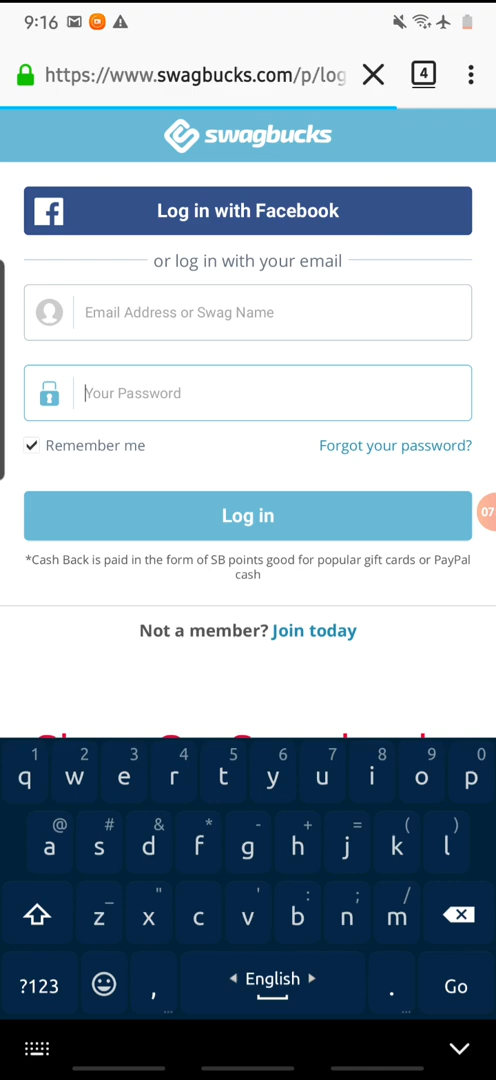 9:16
https://www.swagbucks.com/p/log
4
swagbucks
Log in with Facebook
or log in with your email
Email Address or Swag Name
Your Password
Remember me
Forgot your password?
Log in
07
*Cash Back is paid in the form of SB points good for popular gift cards or PayPal
cash
Not a member? Join today
1 2 3 4 5 6 7 8 9 0
q w e r t y u i o p
@ # & * - + = ( )
a s d f g h j k l
_ " ' : ; /
z x c v b n m
?123 , English . Go